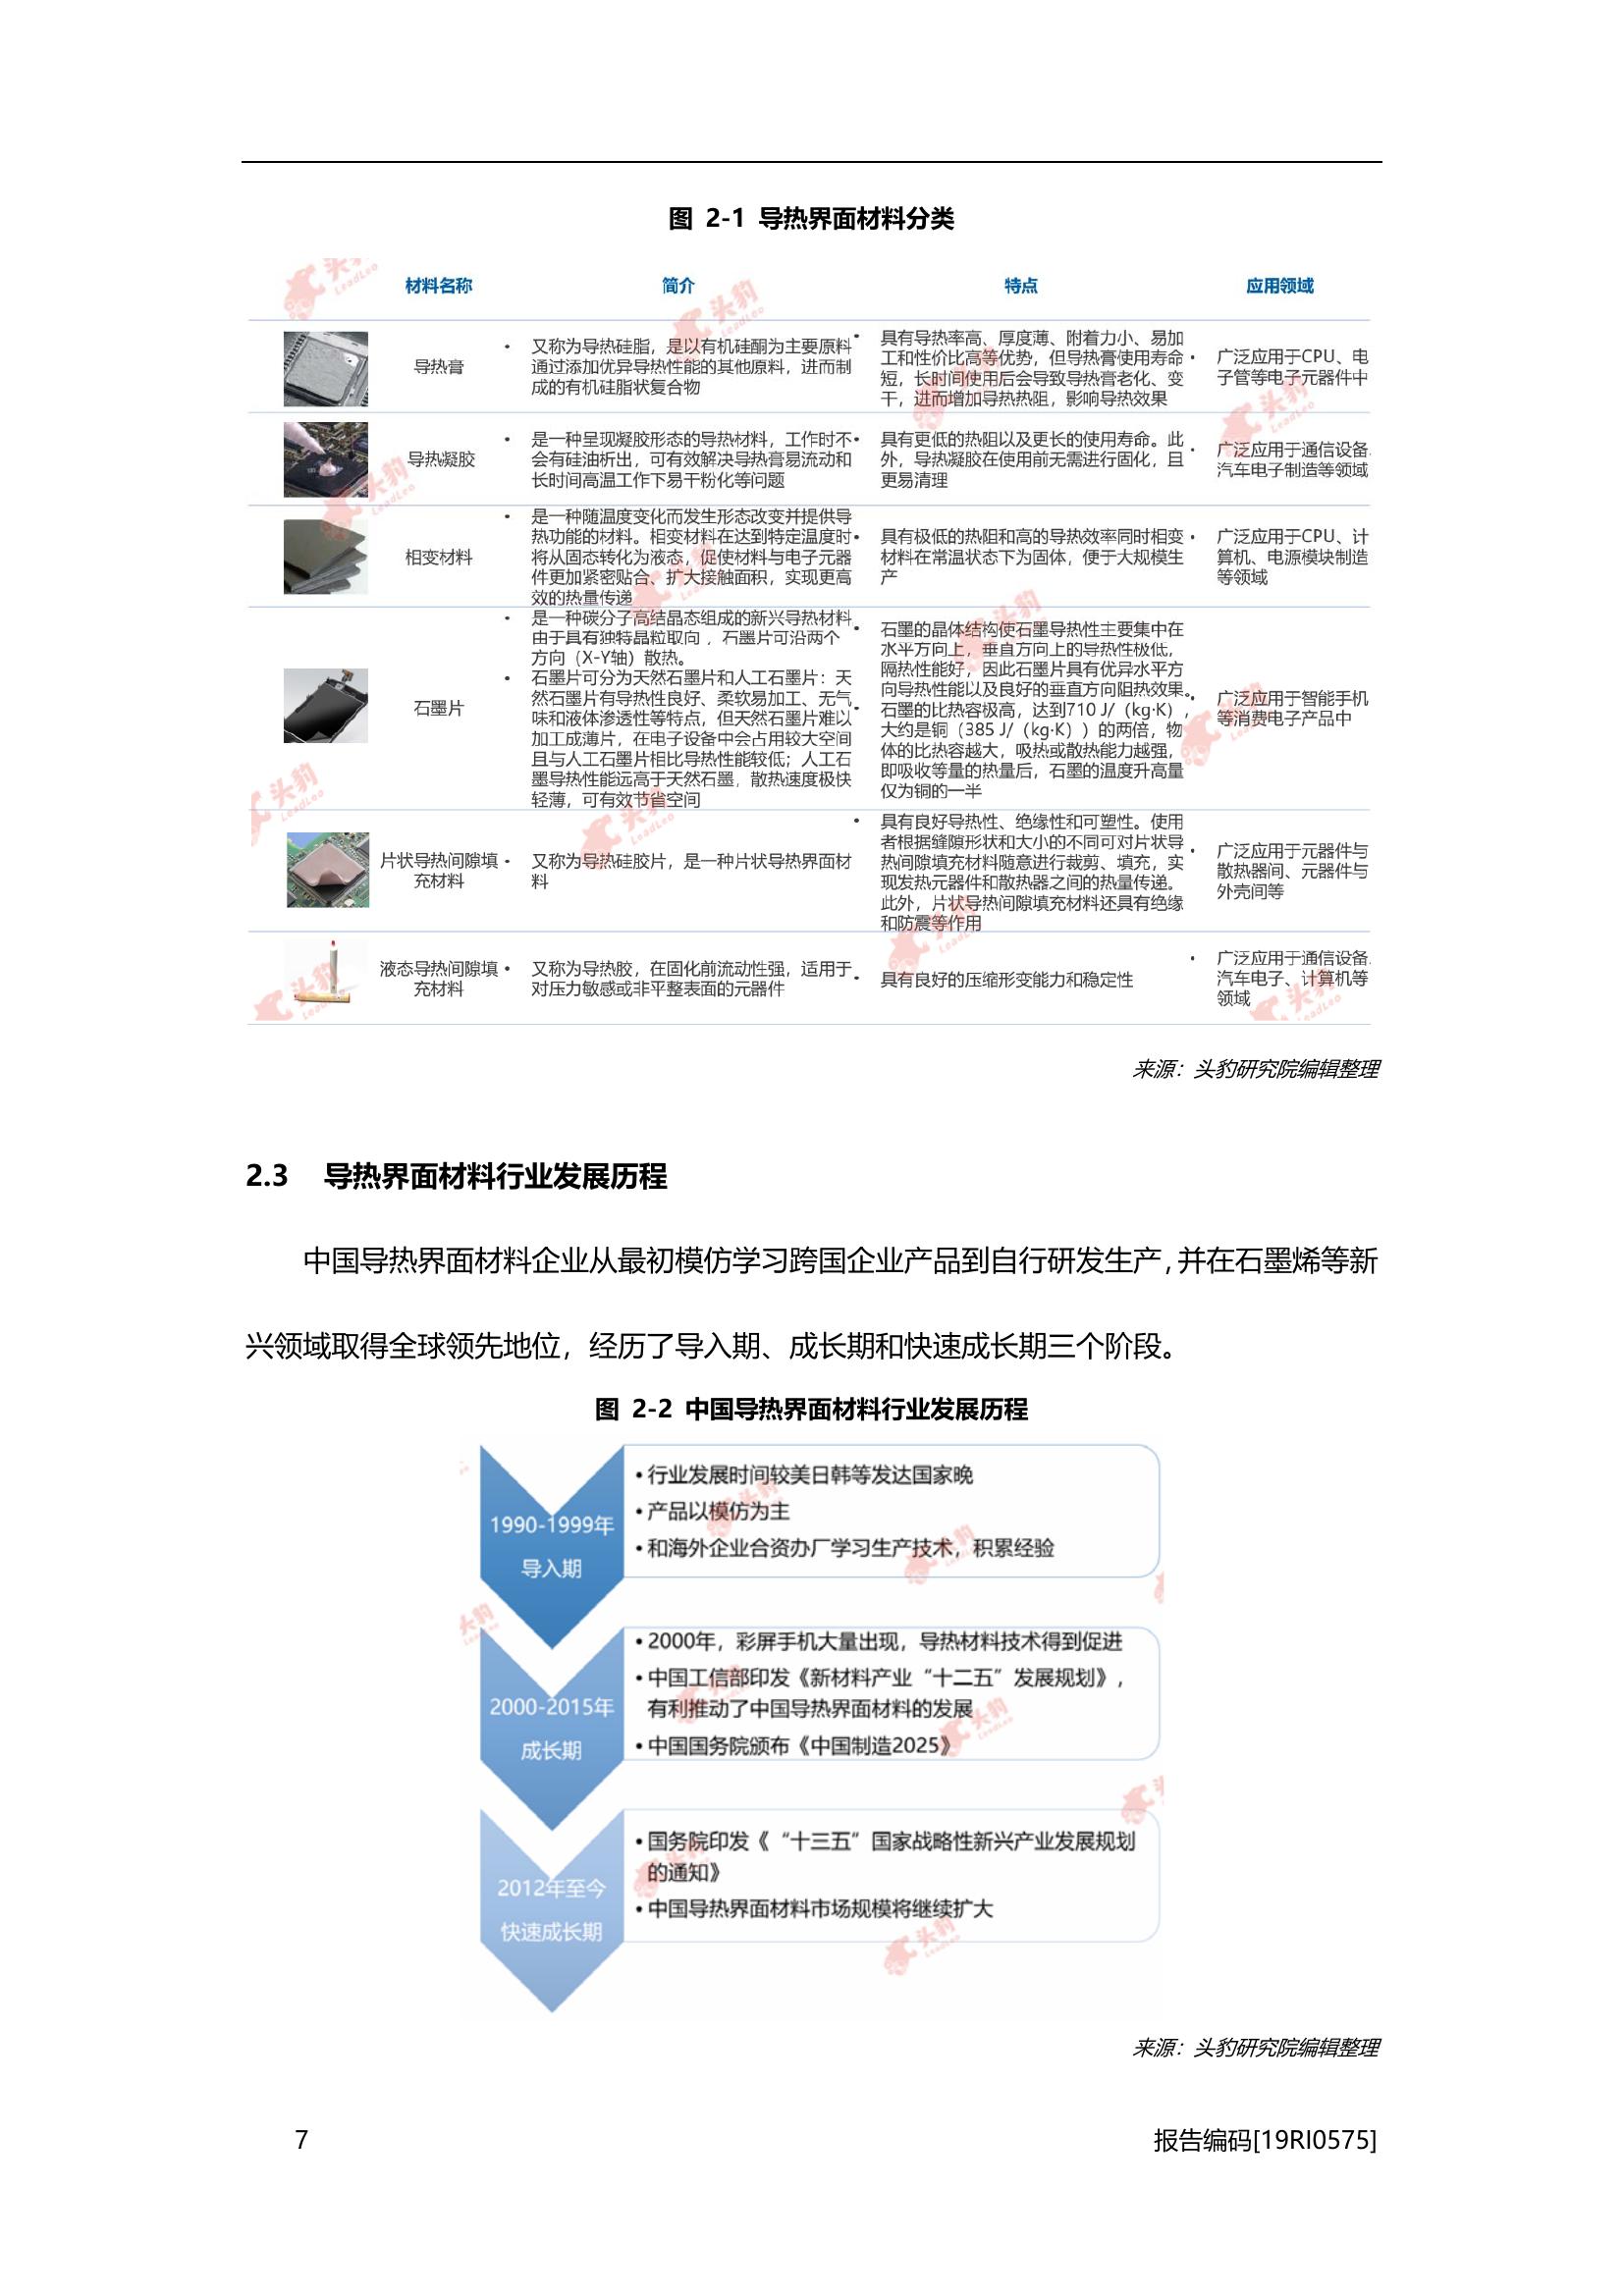 图 2-1 导热界面材料分类
材料名称 简介 特点 应用领域
导热膏
• 又称为导热硅脂，是以有机硅酮为主要原料
通过添加优异导热性能的其他原料，进而制
成的有机硅脂状复合物
• 具有导热率高、厚度薄、附着力小、易加
工和性价比高等优势，但导热膏使用寿命
短，长时间使用后会导致导热膏老化、变
干，进而增加导热热阻，影响导热效果
• 广泛应用于CPU、电
子管等电子元器件中
导热凝胶
• 是一种呈现凝胶形态的导热材料，工作时不
会有硅油析出，可有效解决导热膏易流动和
长时间高温工作下易干粉化等问题
• 具有更低的热阻以及更长的使用寿命。此
外，导热凝胶在使用前无需进行固化，且
更易清理
• 广泛应用于通信设备
汽车电子制造等领域
相变材料
• 是一种随温度变化而发生形态改变并提供导
热功能的材料。相变材料在达到特定温度时
将从固态转化为液态，促使材料与电子元器
件更加紧密贴合、扩大接触面积，实现更高
效的热量传递
• 具有极低的热阻和高的导热效率同时相变
材料在常温状态下为固体，便于大规模生
产
• 广泛应用于CPU、计
算机、电源模块制造
等领域
石墨片
• 是一种碳分子高结晶态组成的新兴导热材料
由于具有独特晶粒取向 ，石墨片可沿两个
方向（X-Y轴）散热。
• 石墨片可分为天然石墨片和人工石墨片：天
然石墨片有导热性良好、柔软易加工、无气
味和液体渗透性等特点，但天然石墨片难以
加工成薄片，在电子设备中会占用较大空间
且与人工石墨片相比导热性能较低；人工石
墨导热性能远高于天然石墨，散热速度极快
轻薄，可有效节省空间
• 石墨的晶体结构使石墨导热性主要集中在
水平方向上，垂直方向上的导热性极低，
隔热性能好，因此石墨片具有优异水平方
向导热性能以及良好的垂直方向阻热效果。
• 石墨的比热容极高，达到710 J/（kg·K），
大约是铜（385 J/（kg·K））的两倍，物
体的比热容越大，吸热或散热能力越强，
即吸收等量的热量后，石墨的温度升高量
仅为铜的一半
• 广泛应用于智能手机
等消费电子产品中
片状导热间隙填
充材料
• 又称为导热硅胶片，是一种片状导热界面材
料
• 具有良好导热性、绝缘性和可塑性。使用
者根据缝隙形状和大小的不同可对片状导
热间隙填充材料随意进行裁剪、填充，实
现发热元器件和散热器之间的热量传递。
此外，片状导热间隙填充材料还具有绝缘
和防震等作用
• 广泛应用于元器件与
散热器间、元器件与
外壳间等
液态导热间隙填
充材料
• 又称为导热胶，在固化前流动性强，适用于
对压力敏感或非平整表面的元器件
• 具有良好的压缩形变能力和稳定性
• 广泛应用于通信设备
汽车电子、计算机等
领域
来源：头豹研究院编辑整理
2.3 导热界面材料行业发展历程
中国导热界面材料企业从最初模仿学习跨国企业产品到自行研发生产，并在石墨烯等新
兴领域取得全球领先地位，经历了导入期、成长期和快速成长期三个阶段。
图 2-2 中国导热界面材料行业发展历程
1990-1999年
导入期
• 行业发展时间较美日韩等发达国家晚
• 产品以模仿为主
• 和海外企业合资办厂学习生产技术，积累经验
2000-2015年
成长期
• 2000年，彩屏手机大量出现，导热材料技术得到促进
• 中国工信部印发《新材料产业“十二五”发展规划》，
有利推动了中国导热界面材料的发展
• 中国国务院颁布《中国制造2025》
2012年至今
快速成长期
• 国务院印发《“十三五”国家战略性新兴产业发展规划
的通知》
• 中国导热界面材料市场规模将继续扩大
来源：头豹研究院编辑整理
7 报告编码[19RI0575]